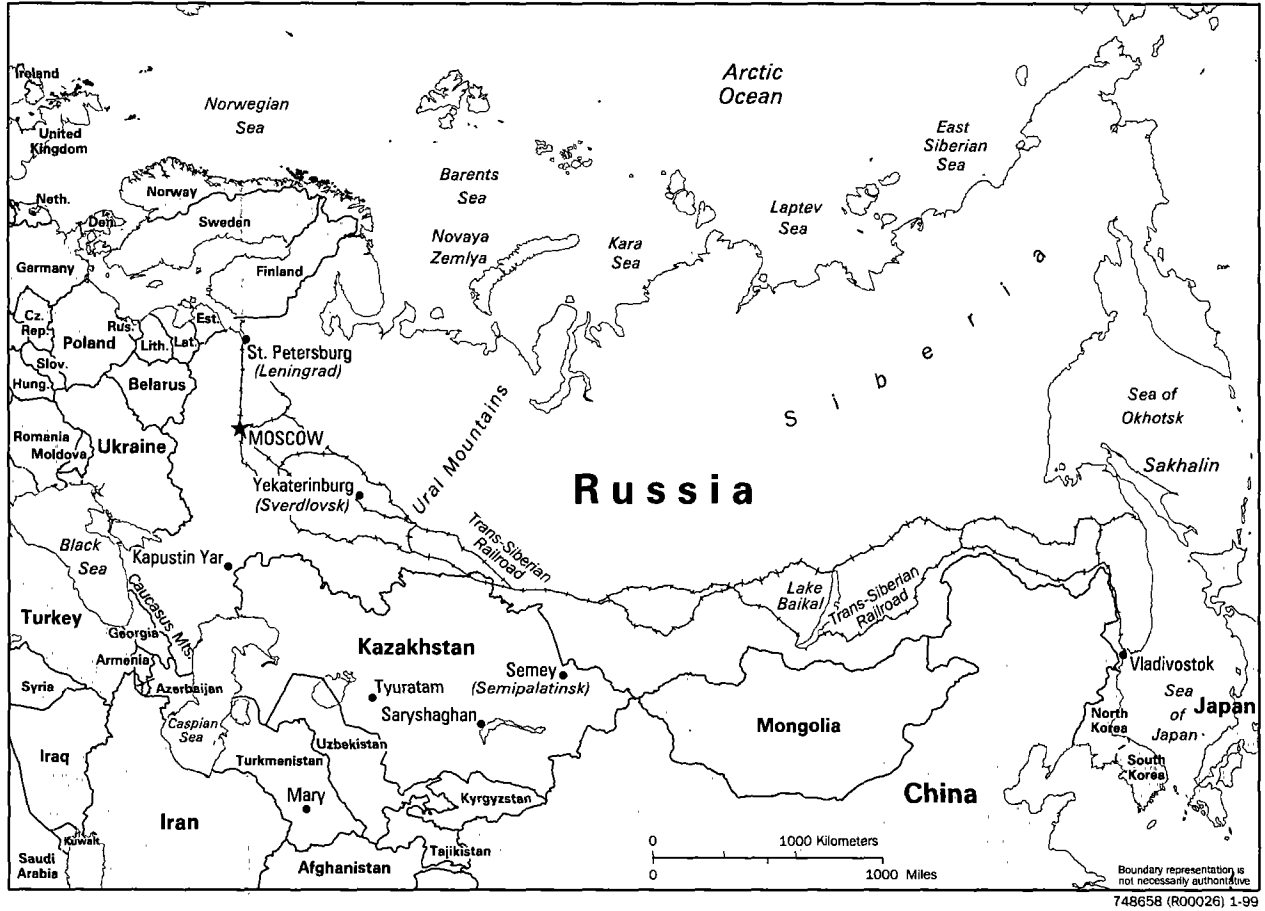 Arctic
Ocean
Ireland
Norwegian
Sea
United
Kingdom
East
Siberian
Sea
Barents
Sea
Neth.
Norway
Den.
Sweden
Laptev
Sea
Novaya
Zemlya
Kara
Sea
Germany
Finland
Siberia
Cz.
Rep.
Poland
Rus.
Lith.
Lat.
Est.
St. Petersburg
(Leningrad)
Slov.
Hung.
Belarus
Sea of
Okhotsk
Ural Mountains
Romania
Moldova
Ukraine
MOSCOW
Sakhalin
Yekaterinburg
(Sverdlovsk)
Russia
Trans-Siberian
Railroad
Black
Sea
Kapustin Yar
Caucasus Mts.
Lake
Baikal
Trans-Siberian
Railroad
Turkey
Georgia
Kazakhstan
Armenia
Azerbaijan
Semey
(Semipalatinsk)
Vladivostok
Syria
Tyuratam
Saryshaghan
Sea
of
Japan
Japan
Caspian
Sea
Mongolia
North
Korea
Iraq
Uzbekistan
Turkmenistan
South
Korea
Mary
Kyrgyzstan
China
Iran
Kuwait
Saudi
Arabia
Afghanistan
Tajikistan
0 1000 Kilometers
0 1000 Miles
Boundary representation is
not necessarily authoritative
748658 (R00026) 1-99